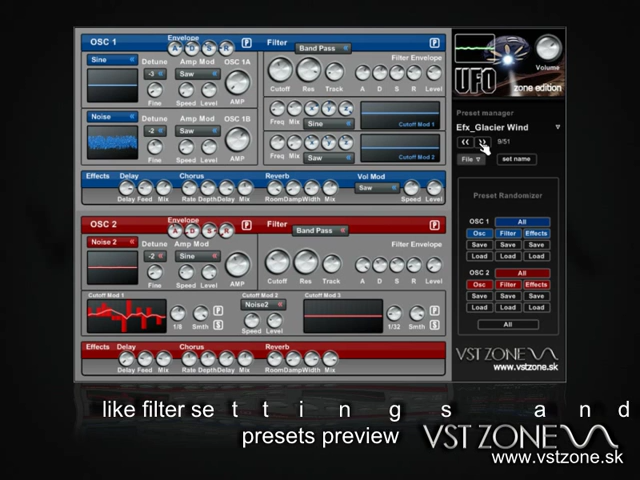 OSC 1
Envelope
A D S R
P
Filter
Band Pass
P
Sine
Detune
Amp Mod
OSC 1A
-3
Saw
Fine
Speed
Level
AMP
Filter Envelope
Cutoff
Res
Track
A D S R Level
Noise
Detune
Amp Mod
OSC 1B
-2
Saw
Fine
Speed
Level
AMP
Freq Mix
X Y Z
Sine
Cutoff Mod 1
Freq Mix
X Y Z
Saw
Cutoff Mod 2
Effects
Delay
Chorus
Reverb
Vol Mod
Saw
Delay Feed Mix
Rate Depth Delay Mix
Room Damp Width Mix
Speed Level
OSC 2
Envelope
A D S R
P
Filter
Band Pass
P
Noise 2
Detune
Amp Mod
-2
Sine
Fine
Speed
Level
AMP
Filter Envelope
Cutoff
Res
Track
A D S R Level
Cutoff Mod 1
1/8
Smth
P
S
Cutoff Mod 2
Noise2
Speed
Level
Cutoff Mod 3
1/32
Smth
P
S
Effects
Delay
Chorus
Reverb
Delay Feed Mix
Rate Depth Delay Mix
Room Damp Width Mix
UFO
zone edition
Volume
Preset manager
Efx_Glacier Wind
9/51
File
set name
Preset Randomizer
OSC 1
All
Osc Filter Effects
Save Save Save
Load Load Load
OSC 2
All
Osc Filter Effects
Save Save Save
Load Load Load
All
VST ZONE
www.vstzone.sk
like filter settings and
presets preview
VST ZONE
www.vstzone.sk